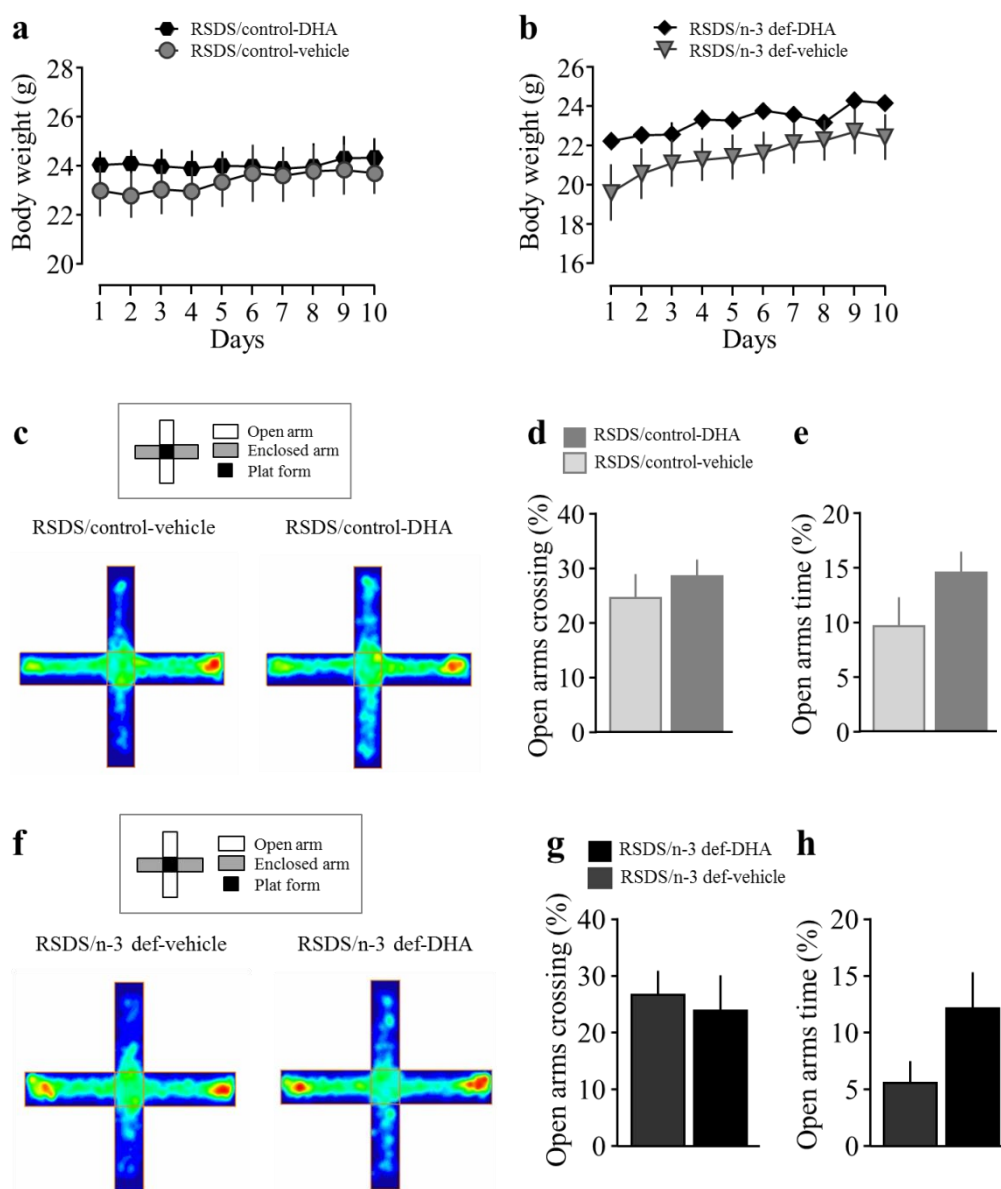 a
RSDS/control-DHA
RSDS/control-vehicle
Body weight (g)
28
26
24
22
20
1 2 3 4 5 6 7 8 9 10
Days
b
RSDS/n-3 def-DHA
RSDS/n-3 def-vehicle
Body weight (g)
26
24
22
20
18
16
1 2 3 4 5 6 7 8 9 10
Days
c
Open arm
Enclosed arm
Plat form
RSDS/control-vehicle
RSDS/control-DHA
d
RSDS/control-DHA
RSDS/control-vehicle
Open arms crossing (%)
40
30
20
10
0
e
Open arms time (%)
20
15
10
5
0
f
Open arm
Enclosed arm
Plat form
RSDS/n-3 def-vehicle
RSDS/n-3 def-DHA
g
RSDS/n-3 def-DHA
RSDS/n-3 def-vehicle
Open arms crossing (%)
40
30
20
10
0
h
Open arms time (%)
20
15
10
5
0